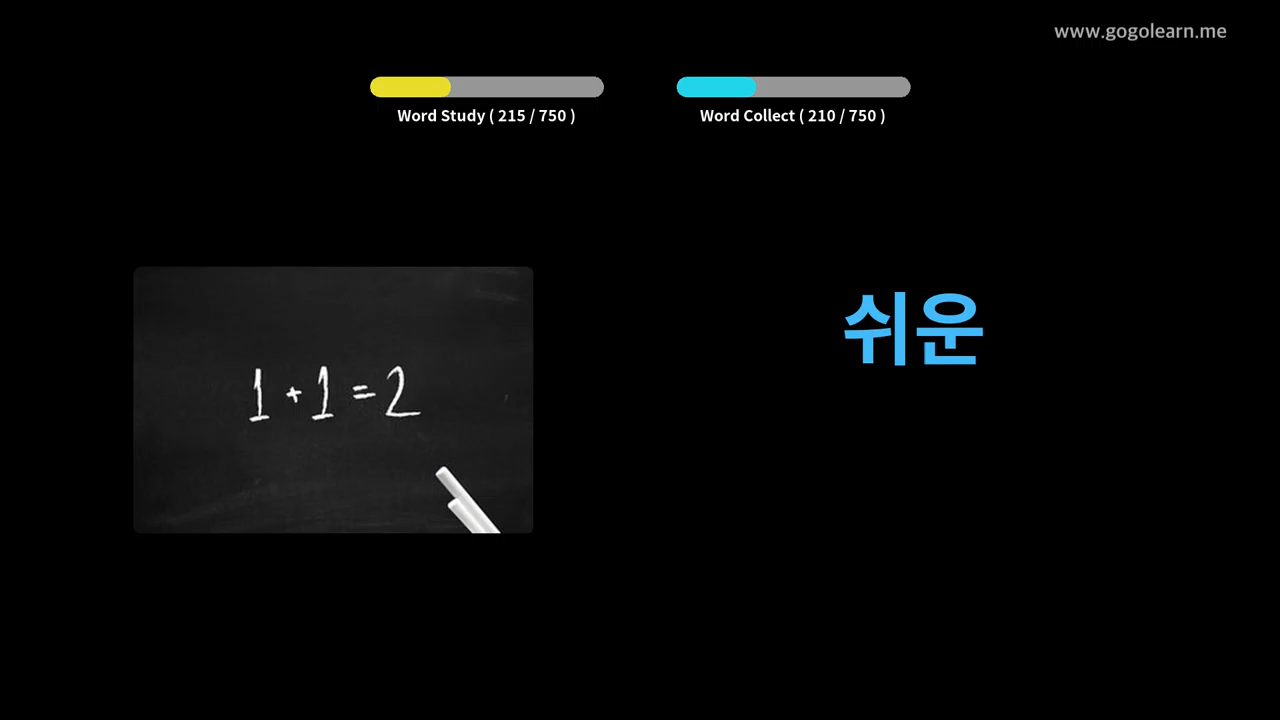 www.gogolearn.me
Word Study ( 215 / 750 )
Word Collect ( 210 / 750 )
1 + 1 = 2
쉬운